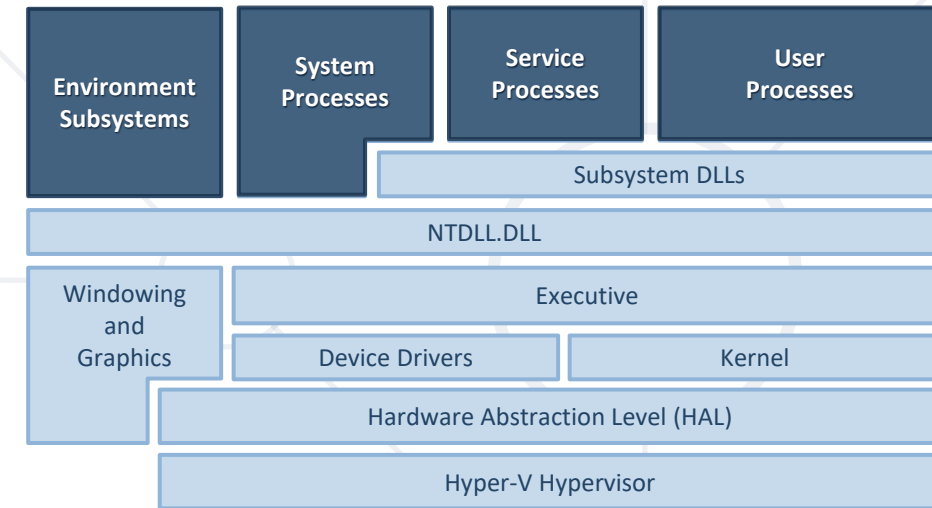 Environment
Subsystems
System
Processes
Service
Processes
User
Processes
Subsystem DLLs
NTDLL.DLL
Windowing
and
Graphics
Executive
Device Drivers
Kernel
Hardware Abstraction Level (HAL)
Hyper-V Hypervisor